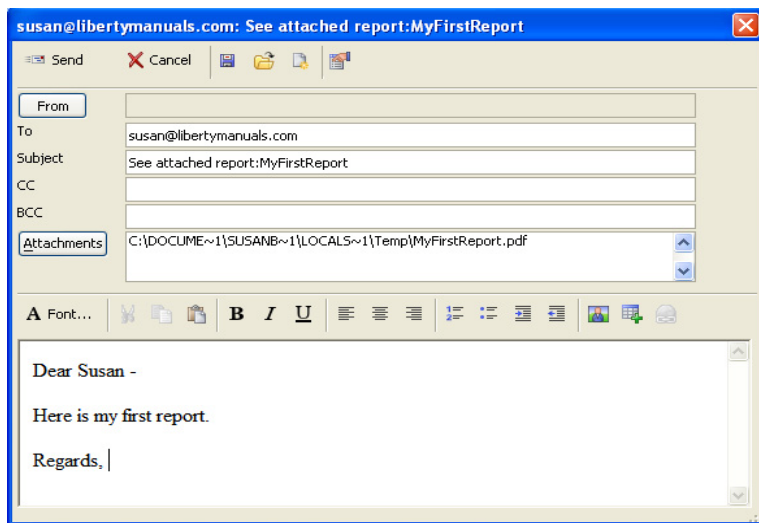 susan@libertymanuals.com: See attached report:MyFirstReport
Send Cancel
From
To susan@libertymanuals.com
Subject See attached report:MyFirstReport
CC
BCC
Attachments C:\DOCUME~1\SUSANB~1\LOCALS~1\Temp\MyFirstReport.pdf
A Font... B I U
Dear Susan -
Here is my first report.
Regards,